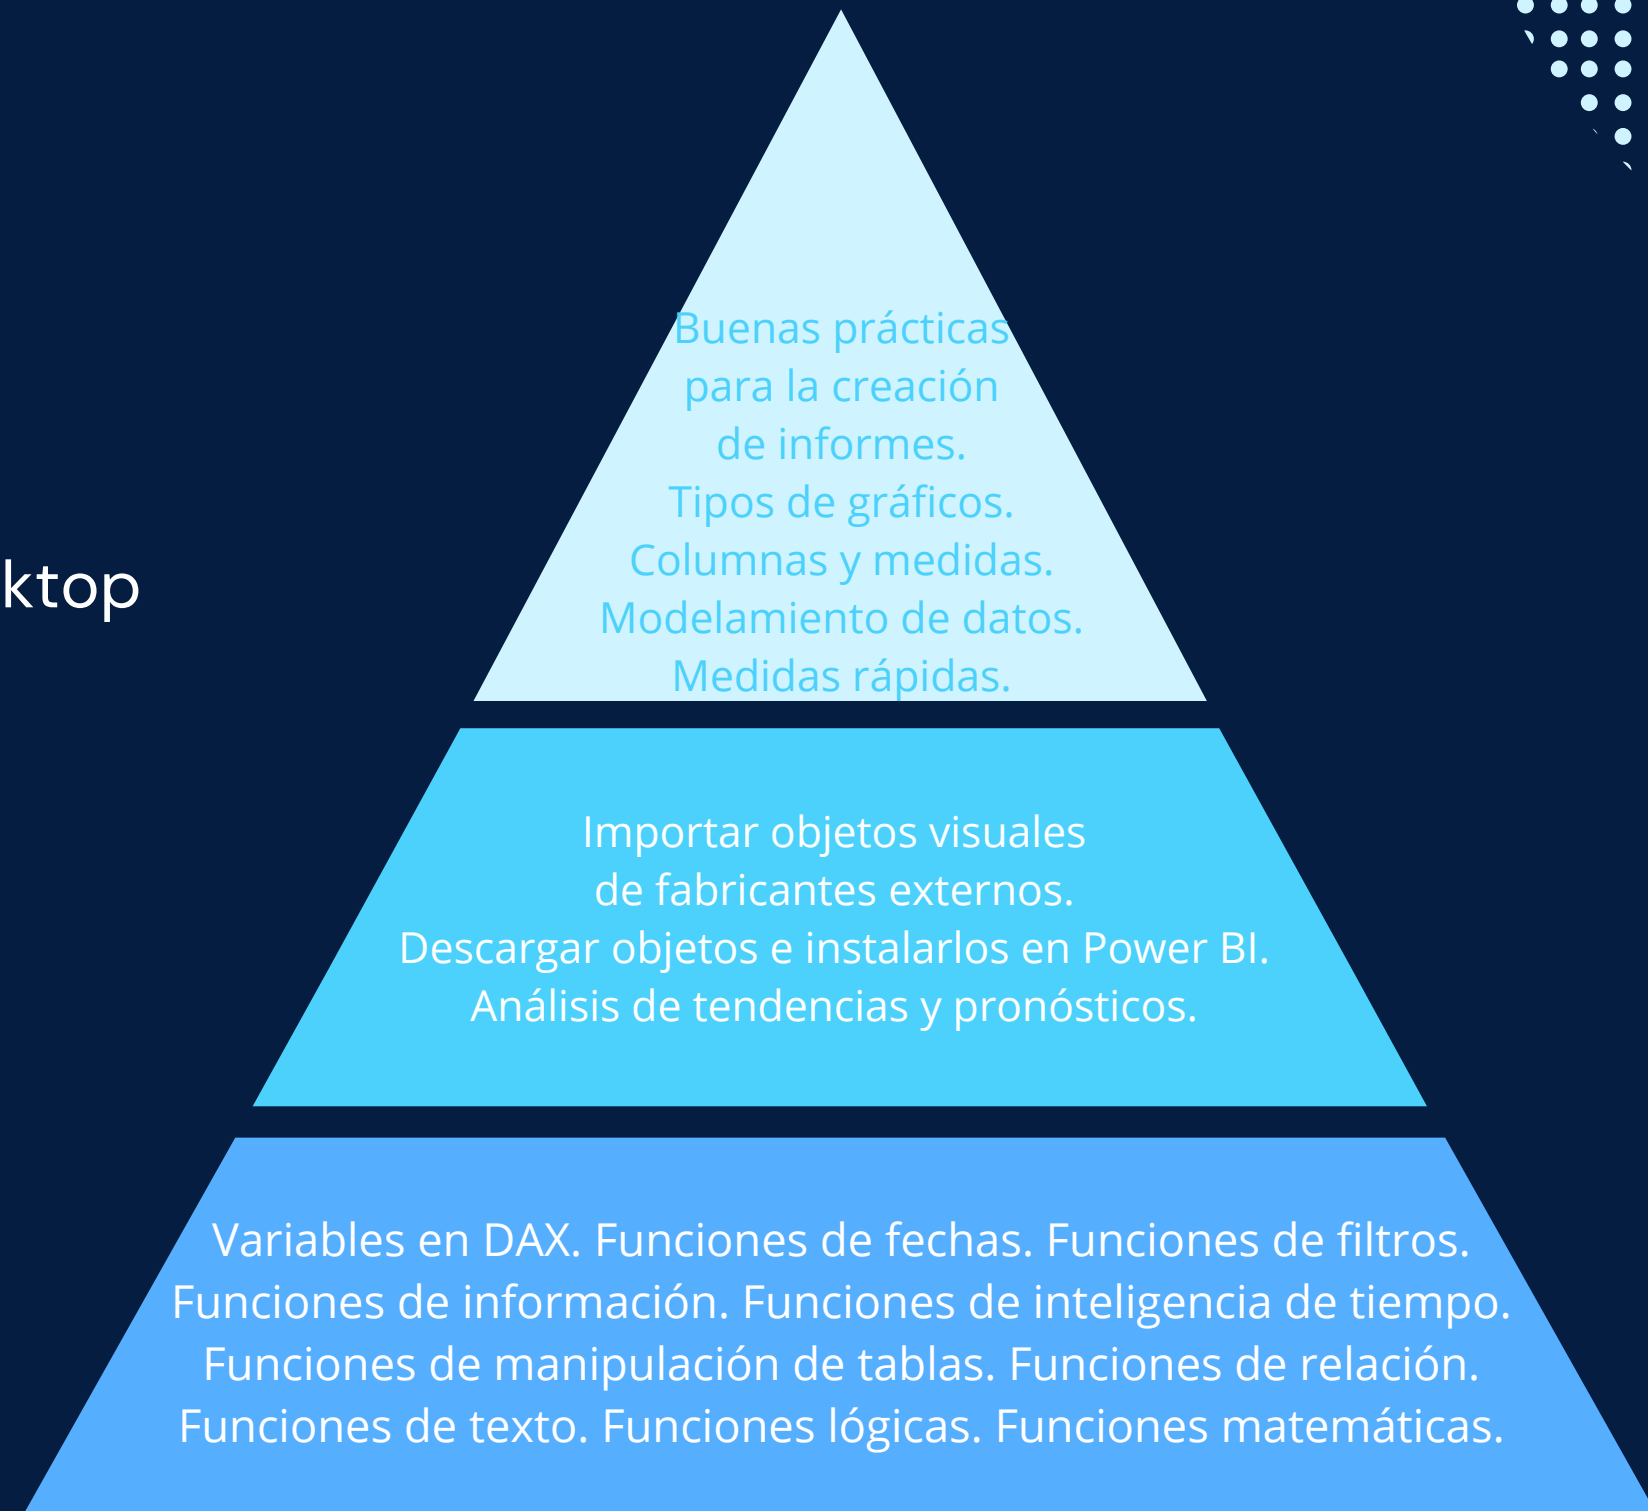 Buenas prácticas
para la creación
de informes.
Tipos de gráficos.
ktop
Columnas y medidas.
Modelamiento de datos.
Medidas rápidas.
Importar objetos visuales
de fabricantes externos.
Descargar objetos e instalarlos en Power BI.
Análisis de tendencias y pronósticos.
Variables en DAX. Funciones de fechas. Funciones de filtros.
Funciones de información. Funciones de inteligencia de tiempo.
Funciones de manipulación de tablas. Funciones de relación.
Funciones de texto. Funciones lógicas. Funciones matemáticas.